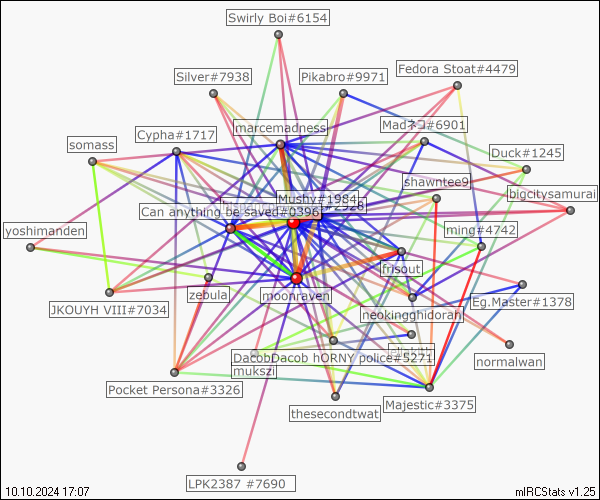 Swirly Boi#6154
Silver#7938
Pikabro#9971
Fedora Stoat#4479
marcemadness
Madネコ#6901
Cypha#1717
somass
Duck#1245
shawntee9
bigcitysamurai
Mushy#1984
Can anything be saved#0396
yoshimanden
ming#4742
frisout
zebula
moonraven
JKOUYH VIII#7034
Eg.Master#1378
neokingghidorah
DacobDacob hORNY police#5271
normalwan
mukszi
Pocket Persona#3326
thesecondtwat
Majestic#3375
LPK2387 #7690
10.10.2024 17:07
mIRCStats v1.25